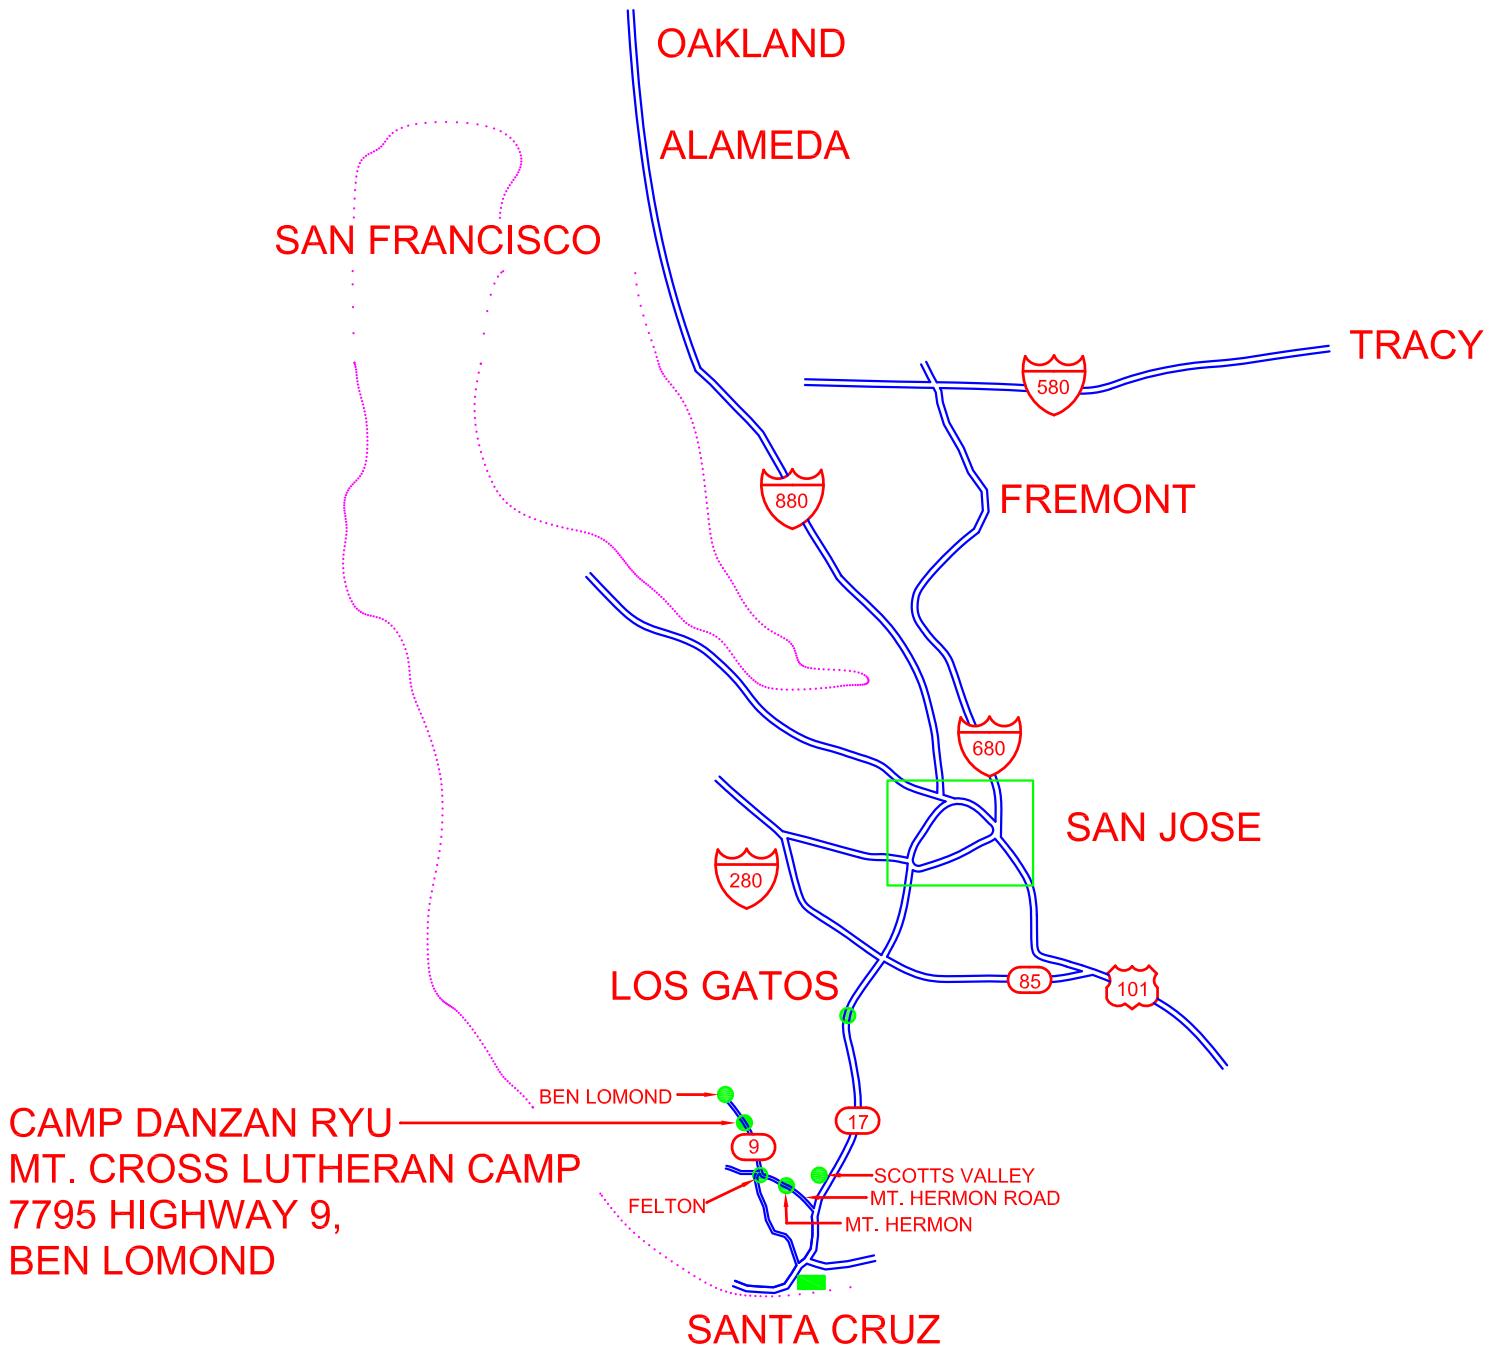 OAKLAND
ALAMEDA
SAN FRANCISCO
TRACY
580
880
FREMONT
680
SAN JOSE
280
LOS GATOS
85
101
BEN LOMOND
CAMP DANZAN RYU
MT. CROSS LUTHERAN CAMP
7795 HIGHWAY 9,
BEN LOMOND
17
9
SCOTTS VALLEY
MT. HERMON ROAD
FELTON
MT. HERMON
SANTA CRUZ